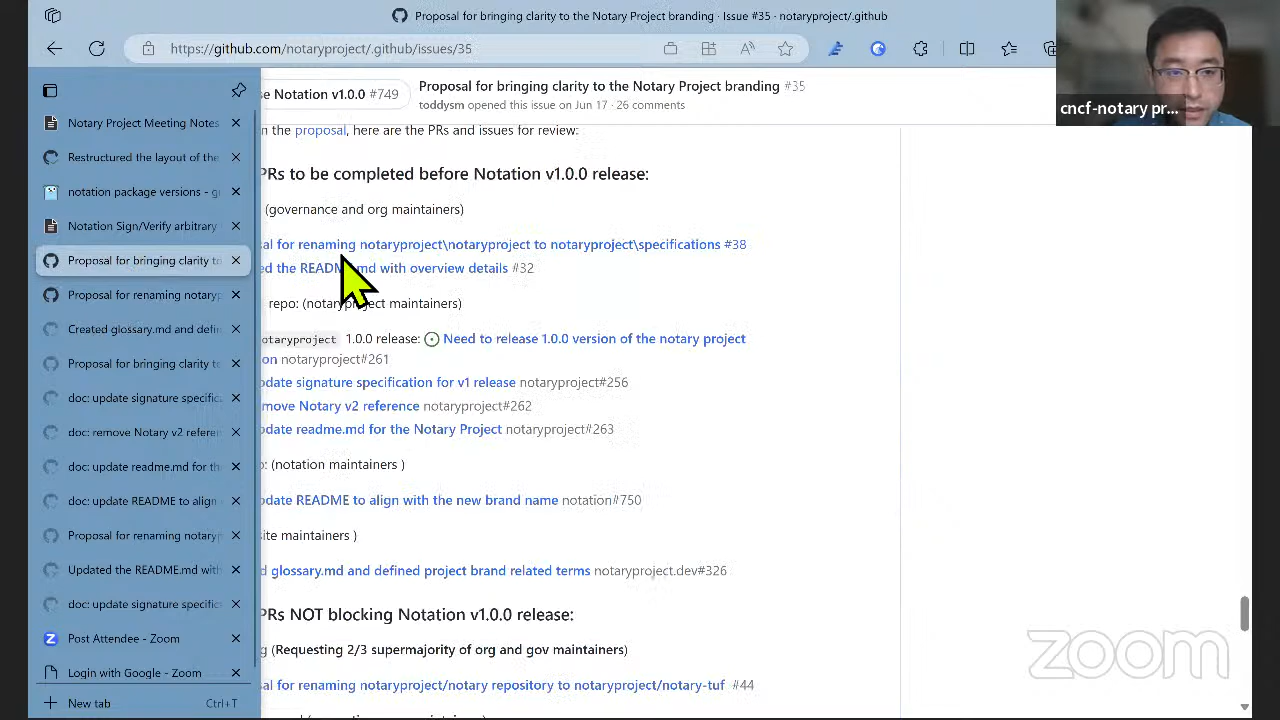 Proposal for bringing clarity to the Notary Project branding · Issue #35 · notaryproject/.github
https://github.com/notaryproject/.github/issues/35
cncf-notary pr...
se Notation v1.0.0 #749
Proposal for bringing clarity to the Notary Project branding #35
toddysm opened this issue on Jun 17 · 26 comments
Notary Project Meeting Notes
Restructured the layout of the
notation package versions - g
Notation Sign/Verify arbitrary
Proposal for bringing clarity to
Proposal for renaming notaryp
Created glossary.md and defin
Proposal for bringing clarity to
doc: update signature specific
doc: remove Notary v2 referen
doc: update readme.md for th
doc: update README to align
Proposal for renaming notaryp
Updated the README.md with
doc: update signature specific
Post Attendee - Zoom
Login with Google - Zoom
New tab Ctrl+T
n the proposal, here are the PRs and issues for review:
PRs to be completed before Notation v1.0.0 release:
(governance and org maintainers)
al for renaming notaryproject\notaryproject to notaryproject\specifications #38
ed the README.md with overview details #32
repo: (notaryproject maintainers)
otaryproject 1.0.0 release: Need to release 1.0.0 version of the notary project
on notaryproject#261
pdate signature specification for v1 release notaryproject#256
move Notary v2 reference notaryproject#262
pdate readme.md for the Notary Project notaryproject#263
o: (notation maintainers )
pdate README to align with the new brand name notation#750
site maintainers )
d glossary.md and defined project brand related terms notaryproject.dev#326
PRs NOT blocking Notation v1.0.0 release:
g (Requesting 2/3 supermajority of org and gov maintainers)
al for renaming notaryproject/notary repository to notaryproject/notary-tuf #44
zoom